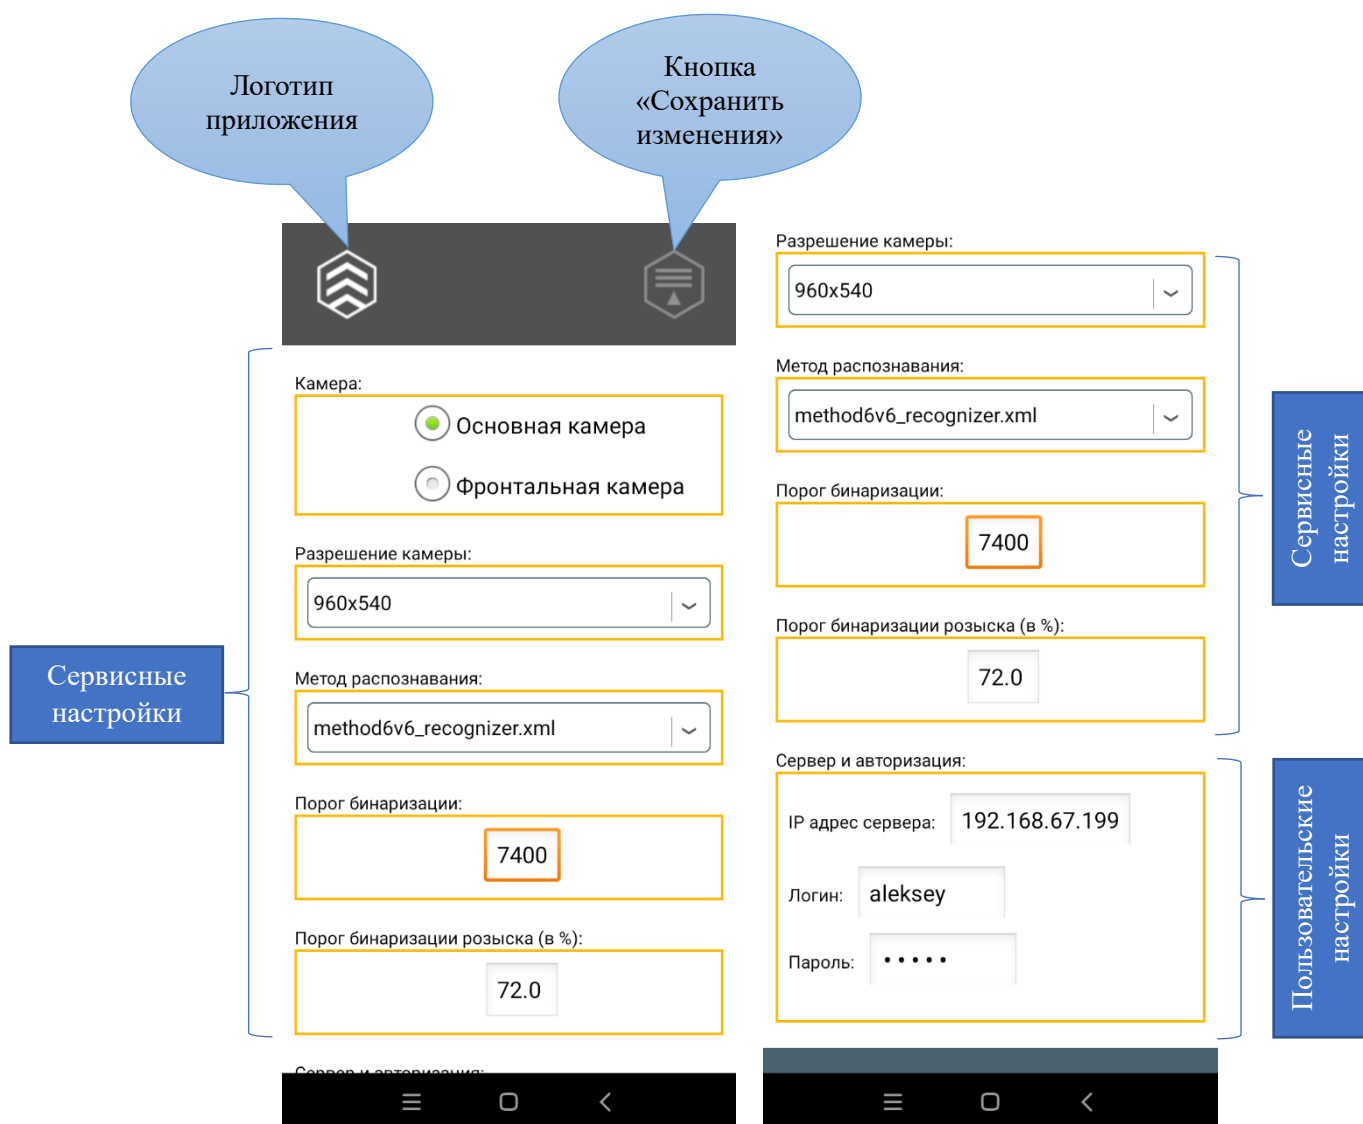 Логотип
приложения
Кнопка
«Сохранить
изменения»
Камера:
Основная камера
Фронтальная камера
Разрешение камеры:
960x540
Метод распознавания:
method6v6_recognizer.xml
Порог бинаризации:
7400
Порог бинаризации розыска (в %):
72.0
Сервер и авторизация:
Сервисные
настройки
Разрешение камеры:
960x540
Метод распознавания:
method6v6_recognizer.xml
Порог бинаризации:
7400
Порог бинаризации розыска (в %):
72.0
Сервер и авторизация:
IP адрес сервера: 192.168.67.199
Логин: aleksey
Пароль: •••••
Сервисные
настройки
Пользовательские
настройки